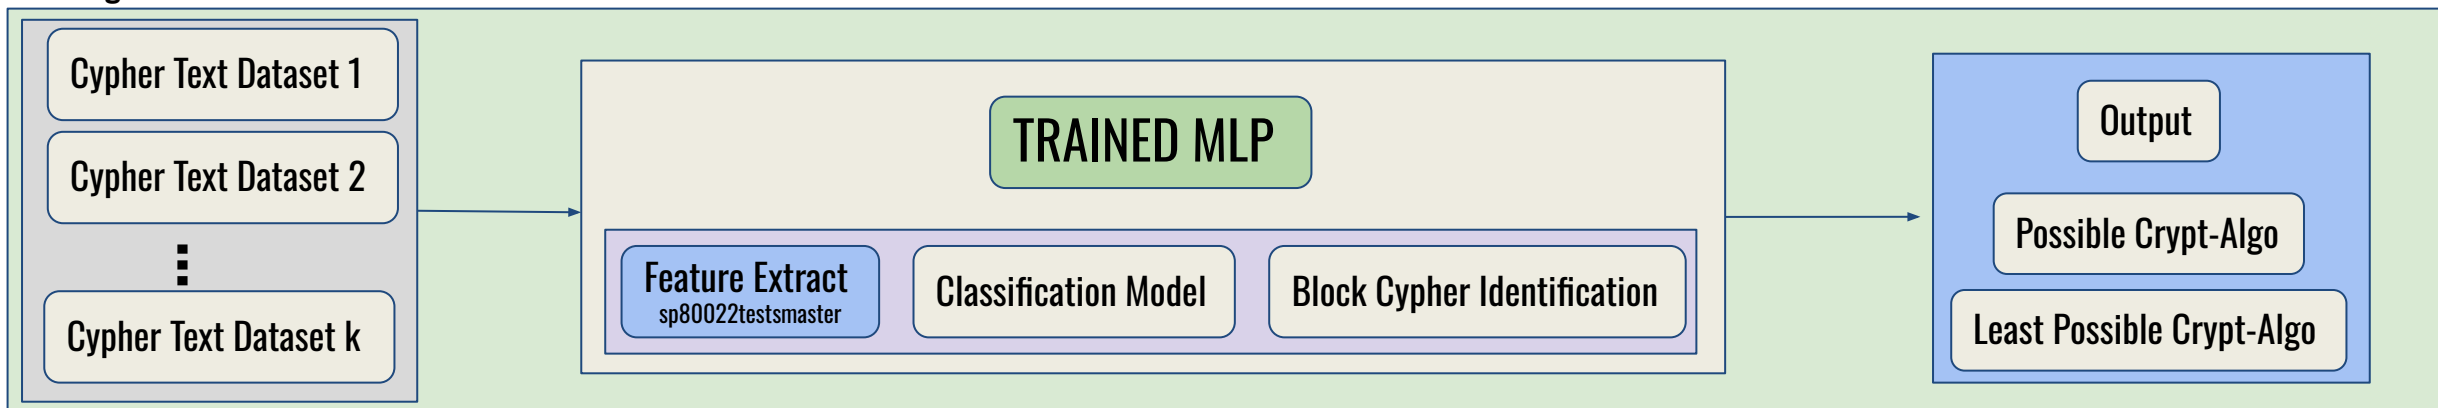 Cypher Text Dataset 1
Cypher Text Dataset 2
Cypher Text Dataset k
TRAINED MLP
Feature Extract
sp80022testsmaster
Classification Model
Block Cypher Identification
Output
Possible Crypt-Algo
Least Possible Crypt-Algo